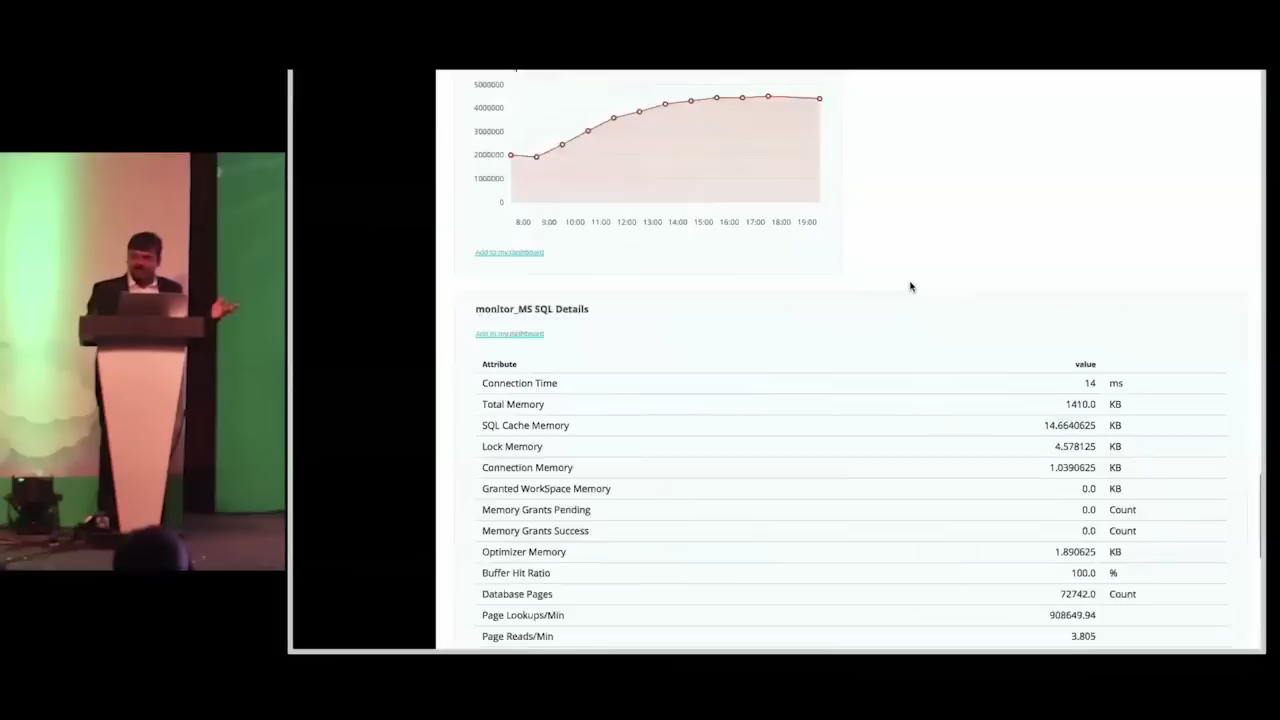 5000000
4000000
3000000
2000000
1000000
0
8:00 9:00 10:00 11:00 12:00 13:00 14:00 15:00 16:00 17:00 18:00 19:00
Add to my dashboard
monitor_MS SQL Details
Add to my dashboard
Attribute value
Connection Time 14 ms
Total Memory 1410.0 KB
SQL Cache Memory 14.6640625 KB
Lock Memory 4.578125 KB
Connection Memory 1.0390625 KB
Granted WorkSpace Memory 0.0 KB
Memory Grants Pending 0.0 Count
Memory Grants Success 0.0 Count
Optimizer Memory 1.890625 KB
Buffer Hit Ratio 100.0 %
Database Pages 72742.0 Count
Page Lookups/Min 908649.94
Page Reads/Min 3.805